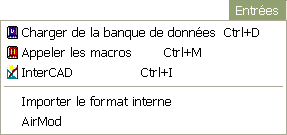 Entrées
Charger de la banque de données Ctrl+D
Appeler les macros Ctrl+M
InterCAD Ctrl+I
Importer le format interne
AirMod